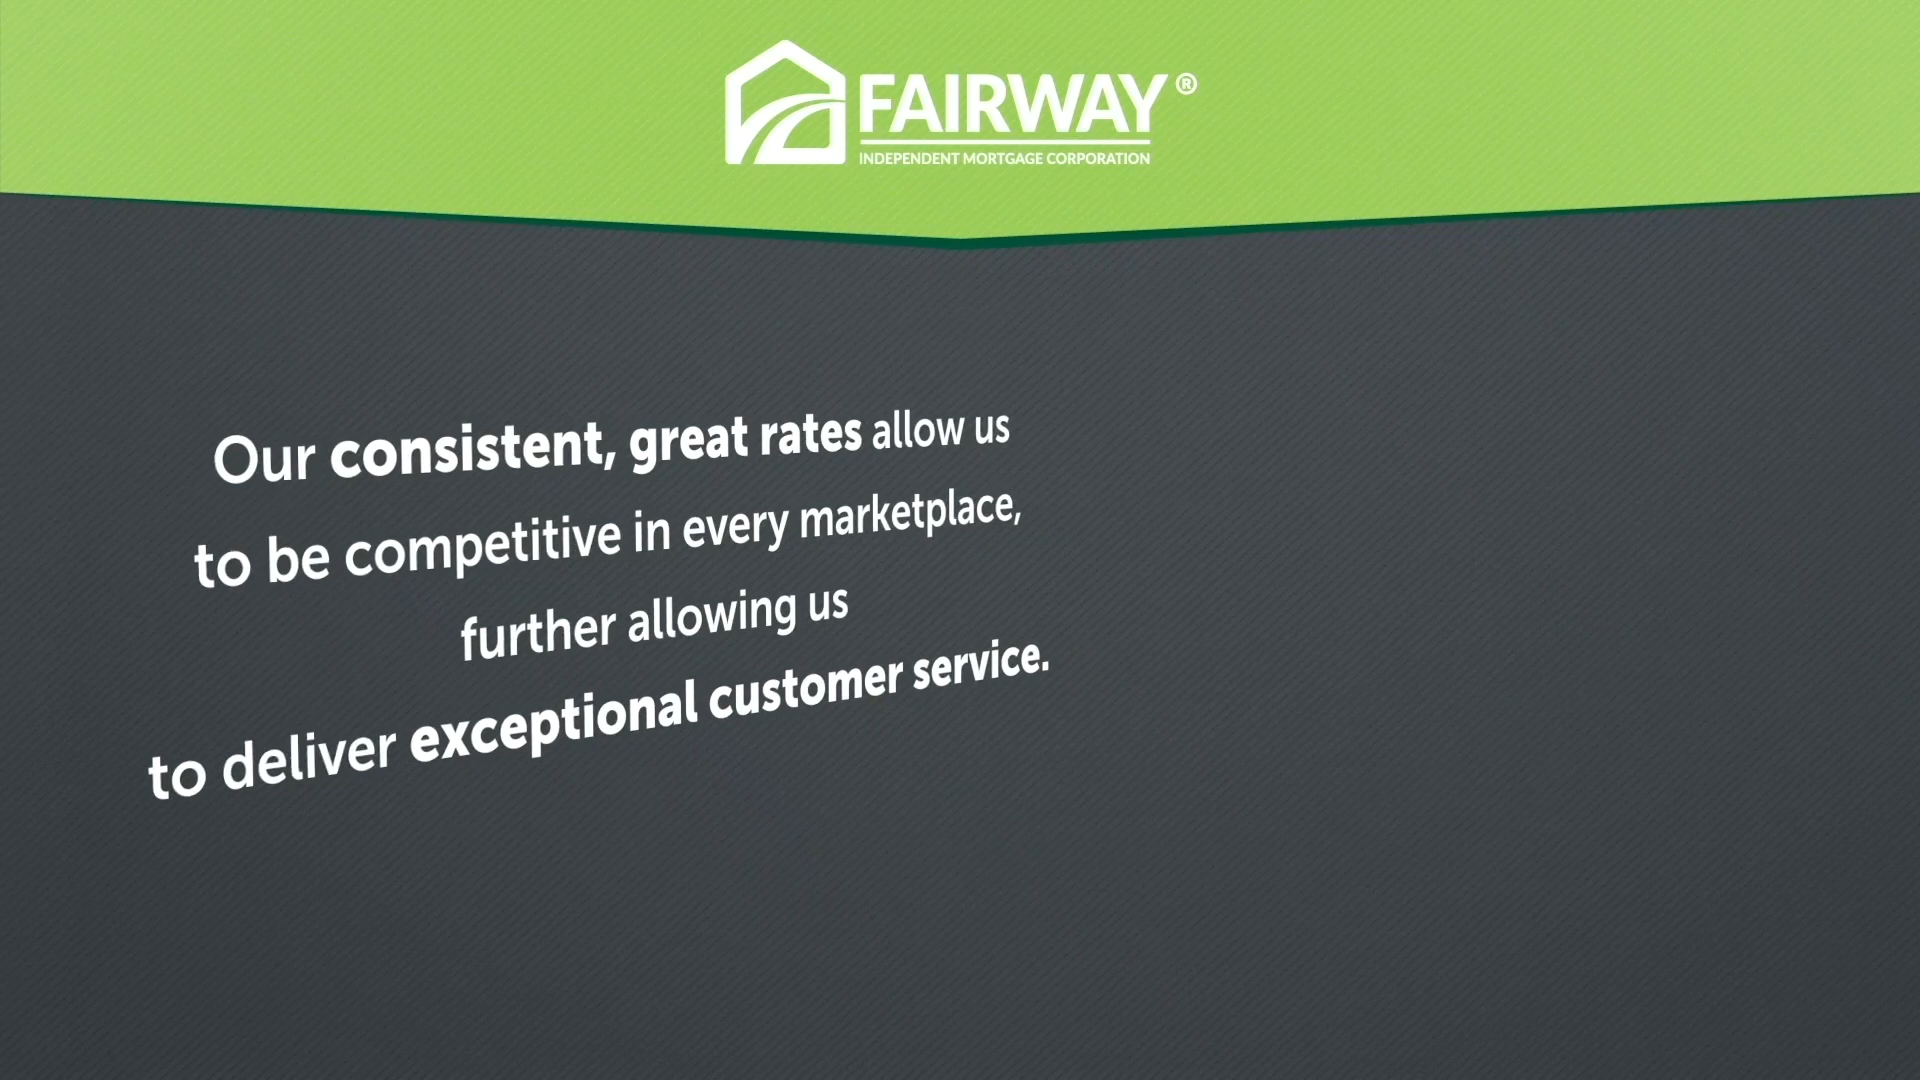 FAIRWAY®
INDEPENDENT MORTGAGE CORPORATION
Our consistent, great rates allow us
to be competitive in every marketplace,
further allowing us
to deliver exceptional customer service.